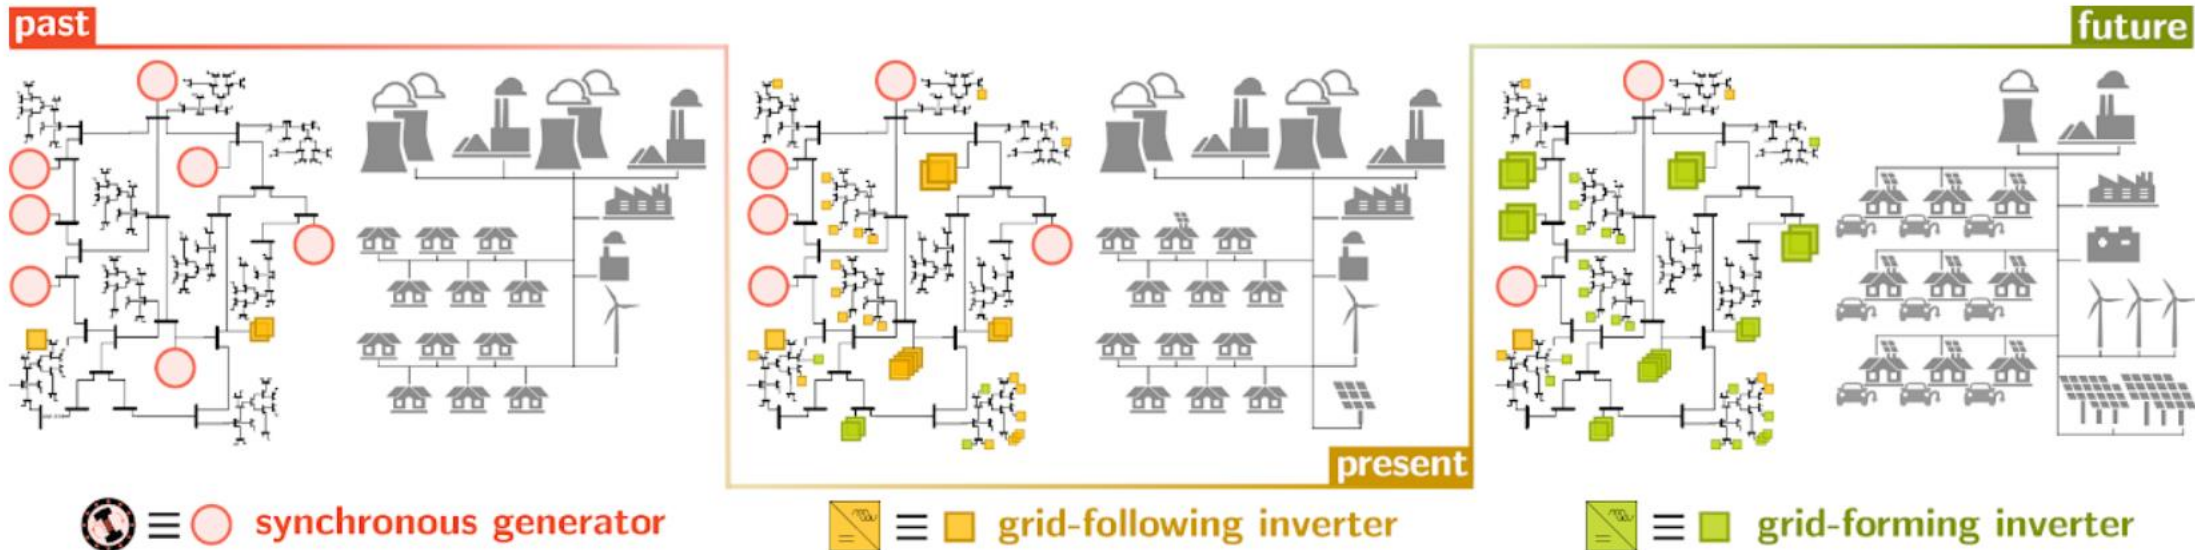 past
future
present
synchronous generator
grid-following inverter
grid-forming inverter